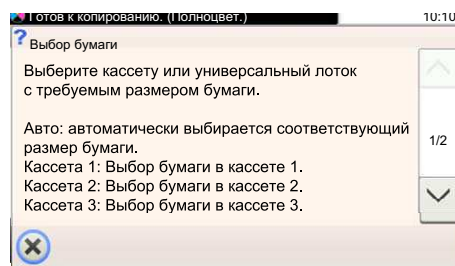 Готов к копированию. (Полноцвет.) 10:10
? Выбор бумаги
Выберите кассету или универсальный лоток
с требуемым размером бумаги.
Авто: автоматически выбирается соответствующий
размер бумаги.
1/2
Кассета 1: Выбор бумаги в кассете 1.
Кассета 2: Выбор бумаги в кассете 2.
Кассета 3: Выбор бумаги в кассете 3.